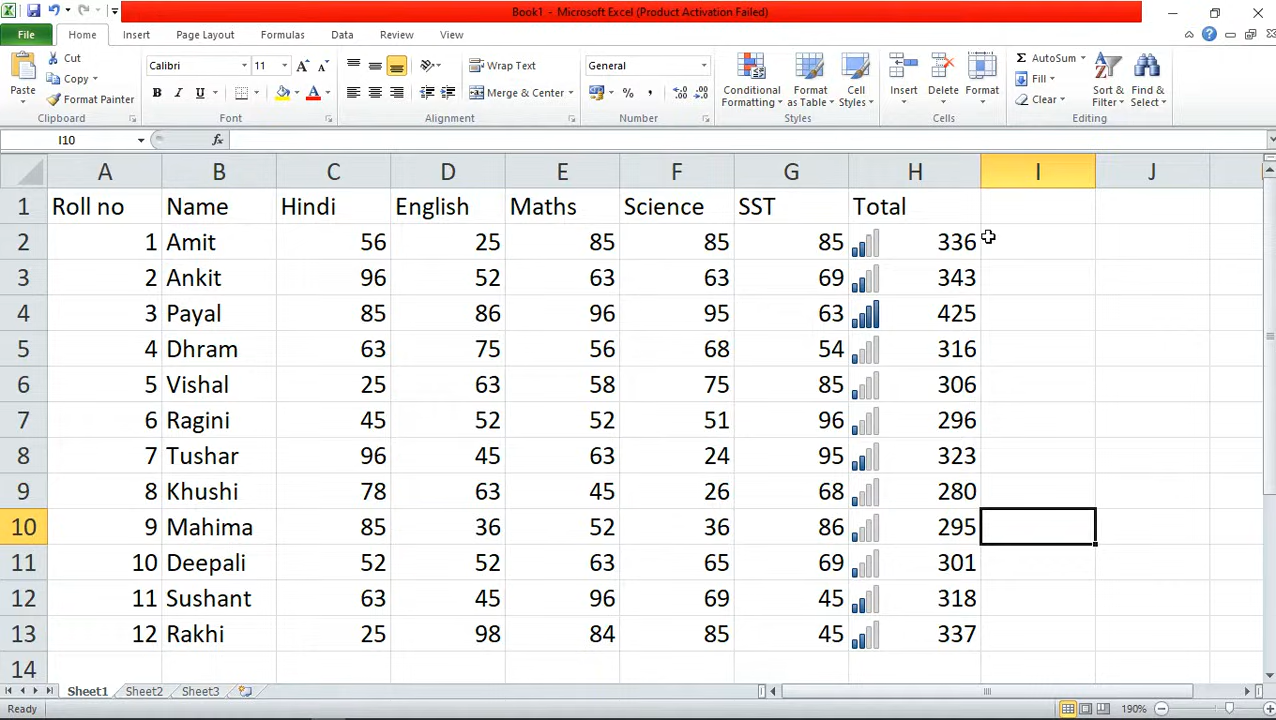 Book1 - Microsoft Excel (Product Activation Failed)
File Home Insert Page Layout Formulas Data Review View
Paste Cut Copy Format Painter Clipboard
Calibri 11 B I U A A A Font
Wrap Text Merge & Center Alignment
General % , Number
Conditional Formatting Format as Table Cell Styles Styles
Insert Delete Format Cells
Σ AutoSum Fill Clear Sort & Filter Find & Select Editing
I10 fx
A B C D E F G H I J
1 Roll no Name Hindi English Maths Science SST Total
2 1 Amit 56 25 85 85 85 336
3 2 Ankit 96 52 63 63 69 343
4 3 Payal 85 86 96 95 63 425
5 4 Dhram 63 75 56 68 54 316
6 5 Vishal 25 63 58 75 85 306
7 6 Ragini 45 52 52 51 96 296
8 7 Tushar 96 45 63 24 95 323
9 8 Khushi 78 63 45 26 68 280
10 9 Mahima 85 36 52 36 86 295
11 10 Deepali 52 52 63 65 69 301
12 11 Sushant 63 45 96 69 45 318
13 12 Rakhi 25 98 84 85 45 337
14
Sheet1 Sheet2 Sheet3
Ready 190%